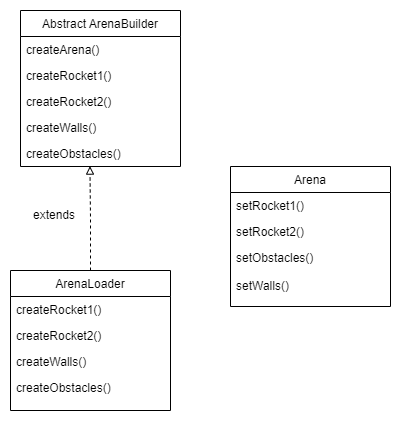 Abstract ArenaBuilder
createArena()
createRocket1()
createRocket2()
createWalls()
createObstacles()
extends
ArenaLoader
createRocket1()
createRocket2()
createWalls()
createObstacles()
Arena
setRocket1()
setRocket2()
setObstacles()
setWalls()